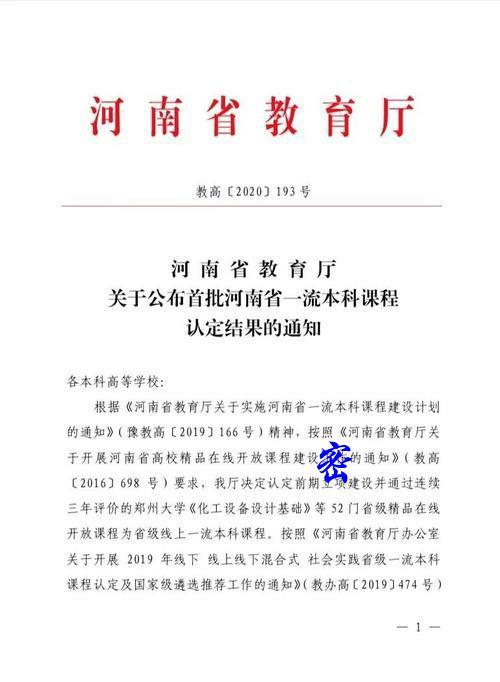 河南省教育厅
教高〔2020〕193号
河南省教育厅
关于公布首批河南省一流本科课程
认定结果的通知
各本科高等学校:
根据《河南省教育厅关于实施河南省一流本科课程建设计划
的通知》(豫教高〔2019〕166号)精神，按照《河南省教育厅关
于开展河南省高校精品在线开放课程建设 的通知》(教高
密
〔2016〕698 号)要求，我厅决定认定前期立项建设并通过连续
三年评价的郑州大学《化工设备设计基础》等 52 门省级精品在线
开放课程为省级线上一流本科课程。按照《河南省教育厅办公室
关于开展 2019 年线下 线上线下混合式 社会实践省级一流本科
课程认定及国家级遴选推荐工作的通知》(教办高〔2019〕474号)
— 1 —